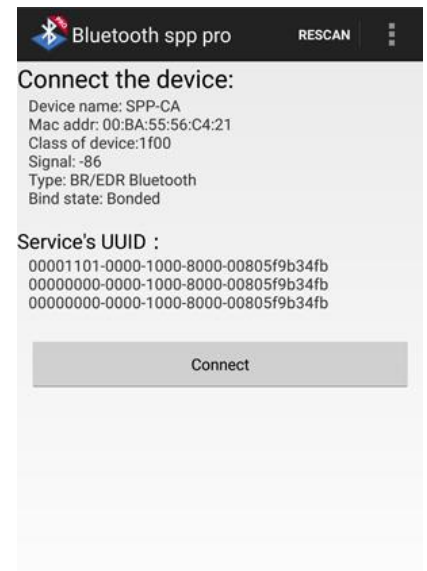 Bluetooth spp pro RESCAN
Connect the device:
Device name: SPP-CA
Mac addr: 00:BA:55:56:C4:21
Class of device:1f00
Signal: -86
Type: BR/EDR Bluetooth
Bind state: Bonded
Service's UUID：
00001101-0000-1000-8000-00805f9b34fb
00000000-0000-1000-8000-00805f9b34fb
00000000-0000-1000-8000-00805f9b34fb
Connect